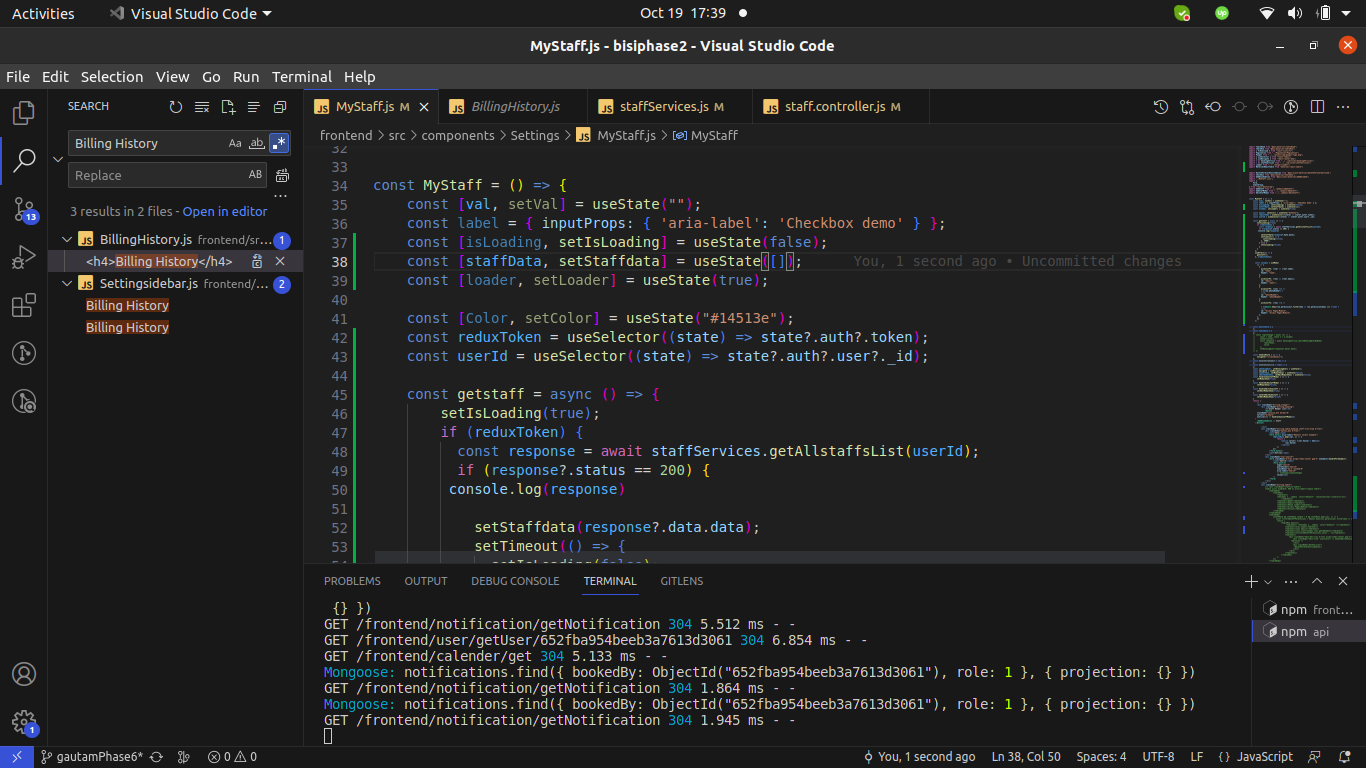 Activities
Visual Studio Code
Oct 19 17:39
MyStaff.js - bisiphase2 - Visual Studio Code
File Edit Selection View Go Run Terminal Help
SEARCH
Billing History
Aa ab
Replace
AB
3 results in 2 files - Open in editor
BillingHistory.js frontend/sr... 1
<h4>Billing History</h4>
Settingsidebar.js frontend/... 2
Billing History
Billing History
13
1
MyStaff.js M
BillingHistory.js
staffServices.js M
staff.controller.js M
frontend > src > components > Settings > MyStaff.js > MyStaff
32
33
34 const MyStaff = () => {
35 const [val, setVal] = useState("");
36 const label = { inputProps: { 'aria-label': 'Checkbox demo' } };
37 const [isLoading, setIsLoading] = useState(false);
38 const [staffData, setStaffdata] = useState([]); You, 1 second ago • Uncommitted changes
39 const [loader, setLoader] = useState(true);
40
41 const [Color, setColor] = useState("#14513e");
42 const reduxToken = useSelector((state) => state?.auth?.token);
43 const userId = useSelector((state) => state?.auth?.user?._id);
44
45 const getstaff = async () => {
46 setIsLoading(true);
47 if (reduxToken) {
48 const response = await staffServices.getAllstaffsList(userId);
49 if (response?.status == 200) {
50 console.log(response)
51
52 setStaffdata(response?.data.data);
53 setTimeout(() => {
54 setIsLoading(false)
PROBLEMS OUTPUT DEBUG CONSOLE TERMINAL GITLENS
{} })
GET /frontend/notification/getNotification 304 5.512 ms - -
GET /frontend/user/getUser/652fba954beeb3a7613d3061 304 6.854 ms - -
GET /frontend/calender/get 304 5.133 ms - -
Mongoose: notifications.find({ bookedBy: ObjectId("652fba954beeb3a7613d3061"), role: 1 }, { projection: {} })
GET /frontend/notification/getNotification 304 1.864 ms - -
Mongoose: notifications.find({ bookedBy: ObjectId("652fba954beeb3a7613d3061"), role: 1 }, { projection: {} })
GET /frontend/notification/getNotification 304 1.945 ms - -
npm front...
npm api
gautamPhase6* 0 0 You, 1 second ago Ln 38, Col 50 Spaces: 4 UTF-8 LF {} JavaScript